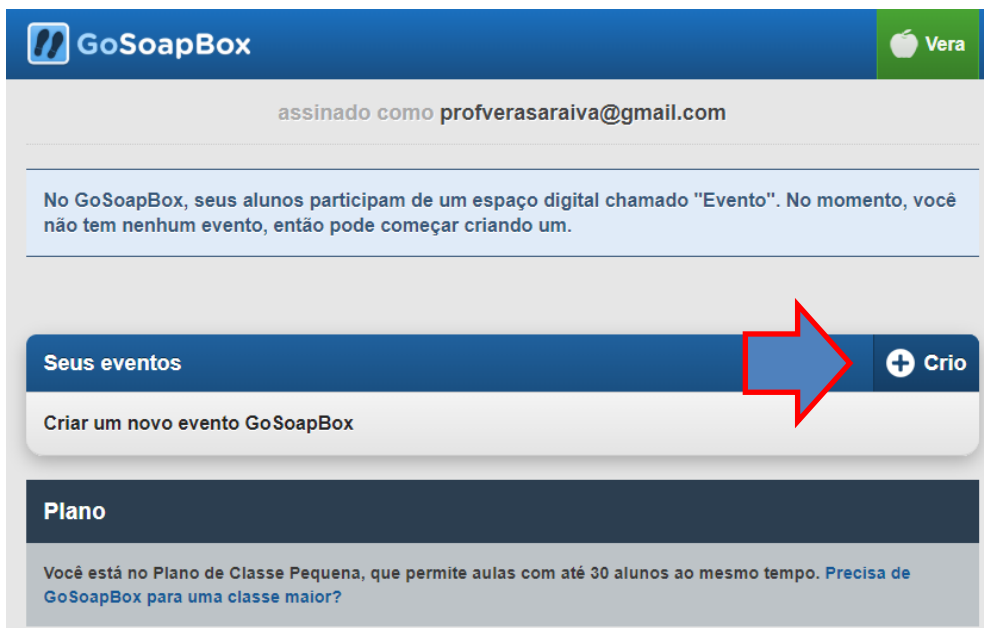 GoSoapBox
Vera
assinado como profverasaraiva@gmail.com
No GoSoapBox, seus alunos participam de um espaço digital chamado "Evento". No momento, você
não tem nenhum evento, então pode começar criando um.
Seus eventos
Crio
Criar um novo evento GoSoapBox
Plano
Você está no Plano de Classe Pequena, que permite aulas com até 30 alunos ao mesmo tempo. Precisa de
GoSoapBox para uma classe maior?